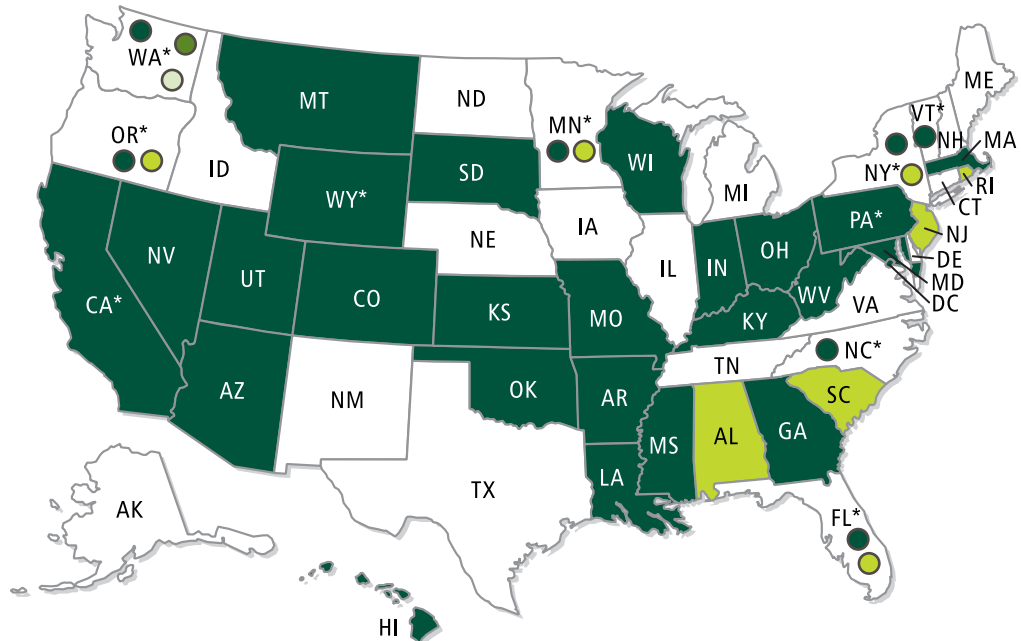 WA*
ME
MT
ND
VT*
MN*
OR*
NH
MA
WI
ID
SD
NY*
RI
WY*
MI
CT
IA
PA*
NJ
NE
NV
OH
IL
IN
DE
UT
MD
CA*
CO
WV
DC
VA
KS
MO
KY
NC*
TN
AZ
OK
AR
SC
NM
GA
AL
MS
LA
TX
AK
FL*
HI